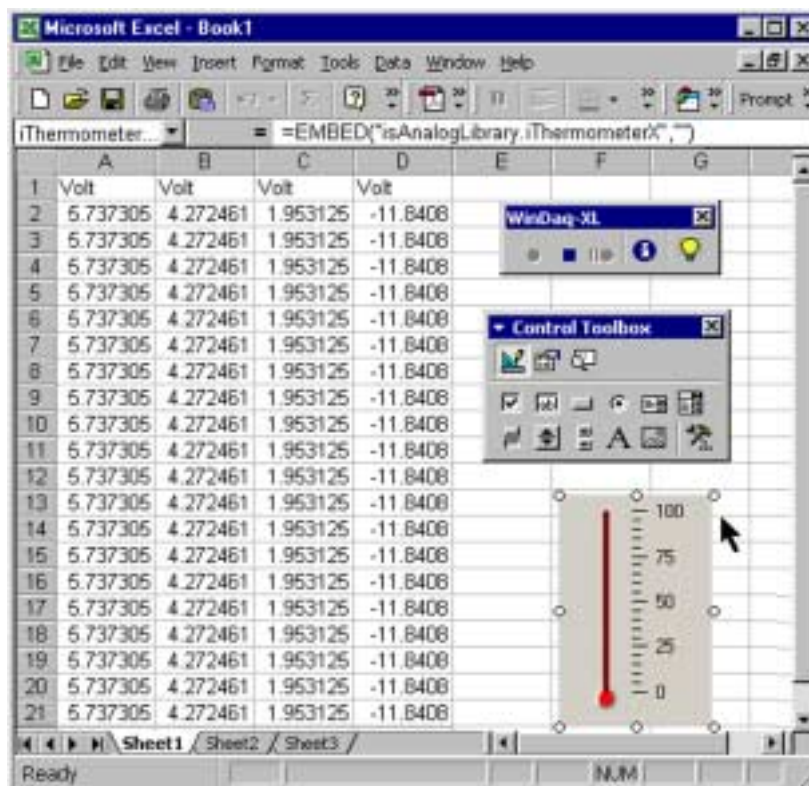 Microsoft Excel - Book1
File Edit View Insert Format Tools Data Window Help
Prompt
iThermometer... = =EMBED("isAnalogLibrary.iThermometerX","")
A B C D E F G
1 Volt Volt Volt Volt
2 5.737305 4.272461 1.953125 -11.8408
3 5.737305 4.272461 1.953125 -11.8408
4 5.737305 4.272461 1.953125 -11.8408
5 5.737305 4.272461 1.953125 -11.8408
6 5.737305 4.272461 1.953125 -11.8408
7 5.737305 4.272461 1.953125 -11.8408
8 5.737305 4.272461 1.953125 -11.8408
9 5.737305 4.272461 1.953125 -11.8408
10 5.737305 4.272461 1.953125 -11.8408
11 5.737305 4.272461 1.953125 -11.8408
12 5.737305 4.272461 1.953125 -11.8408
13 5.737305 4.272461 1.953125 -11.8408
14 5.737305 4.272461 1.953125 -11.8408
15 5.737305 4.272461 1.953125 -11.8408
16 5.737305 4.272461 1.953125 -11.8408
17 5.737305 4.272461 1.953125 -11.8408
18 5.737305 4.272461 1.953125 -11.8408
19 5.737305 4.272461 1.953125 -11.8408
20 5.737305 4.272461 1.953125 -11.8408
21 5.737305 4.272461 1.953125 -11.8408
WinDaq-XL
Control Toolbox
100
75
50
25
0
Sheet1 Sheet2 Sheet3
Ready NUM